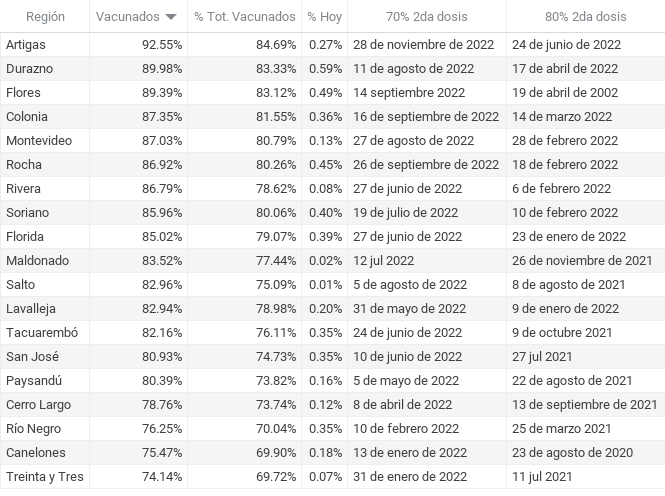 Región Vacunados % Tot. Vacunados % Hoy 70% 2da dosis 80% 2da dosis
Artigas 92.55% 84.69% 0.27% 28 de noviembre de 2022 24 de junio de 2022
Durazno 89.98% 83.33% 0.59% 11 de agosto de 2022 17 de abril de 2022
Flores 89.39% 83.12% 0.49% 14 septiembre 2022 19 de abril de 2002
Colonia 87.35% 81.55% 0.36% 16 de septiembre de 2022 14 de marzo 2022
Montevideo 87.03% 80.79% 0.13% 27 de agosto de 2022 28 de febrero 2022
Rocha 86.92% 80.26% 0.45% 26 de septiembre de 2022 18 de febrero 2022
Rivera 86.79% 78.62% 0.08% 27 de junio de 2022 6 de febrero 2022
Soriano 85.96% 80.06% 0.40% 19 de julio de 2022 10 de febrero 2022
Florida 85.02% 79.07% 0.39% 27 de junio de 2022 23 de enero de 2022
Maldonado 83.52% 77.44% 0.02% 12 jul 2022 26 de noviembre de 2021
Salto 82.96% 75.09% 0.01% 5 de agosto de 2022 8 de agosto de 2021
Lavalleja 82.94% 78.98% 0.20% 31 de mayo de 2022 9 de enero de 2022
Tacuarembó 82.16% 76.11% 0.35% 24 de junio de 2022 9 de octubre 2021
San José 80.93% 74.73% 0.35% 10 de junio de 2022 27 jul 2021
Paysandú 80.39% 73.82% 0.16% 5 de mayo de 2022 22 de agosto de 2021
Cerro Largo 78.76% 73.74% 0.12% 8 de abril de 2022 13 de septiembre de 2021
Río Negro 76.25% 70.04% 0.35% 10 de febrero de 2022 25 de marzo 2021
Canelones 75.47% 69.90% 0.18% 13 de enero de 2022 23 de agosto de 2020
Treinta y Tres 74.14% 69.72% 0.07% 31 de enero de 2022 11 jul 2021